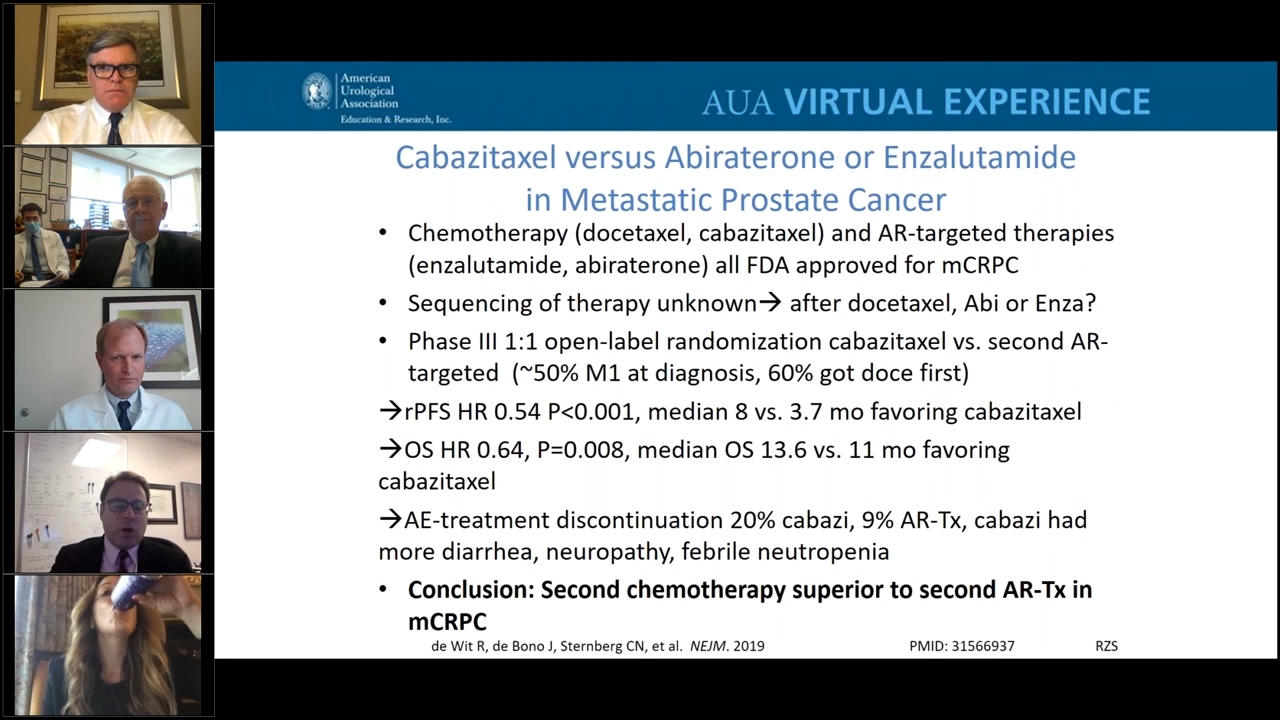 American
Urological
Association
Education & Research, Inc.
AUA VIRTUAL EXPERIENCE
Cabazitaxel versus Abiraterone or Enzalutamide
in Metastatic Prostate Cancer
• Chemotherapy (docetaxel, cabazitaxel) and AR-targeted therapies
(enzalutamide, abiraterone) all FDA approved for mCRPC
• Sequencing of therapy unknown→ after docetaxel, Abi or Enza?
• Phase III 1:1 open-label randomization cabazitaxel vs. second AR-
targeted (~50% M1 at diagnosis, 60% got doce first)
→rPFS HR 0.54 P<0.001, median 8 vs. 3.7 mo favoring cabazitaxel
→OS HR 0.64, P=0.008, median OS 13.6 vs. 11 mo favoring
cabazitaxel
→AE-treatment discontinuation 20% cabazi, 9% AR-Tx, cabazi had
more diarrhea, neuropathy, febrile neutropenia
• Conclusion: Second chemotherapy superior to second AR-Tx in
mCRPC
de Wit R, de Bono J, Sternberg CN, et al. NEJM. 2019 PMID: 31566937 RZS